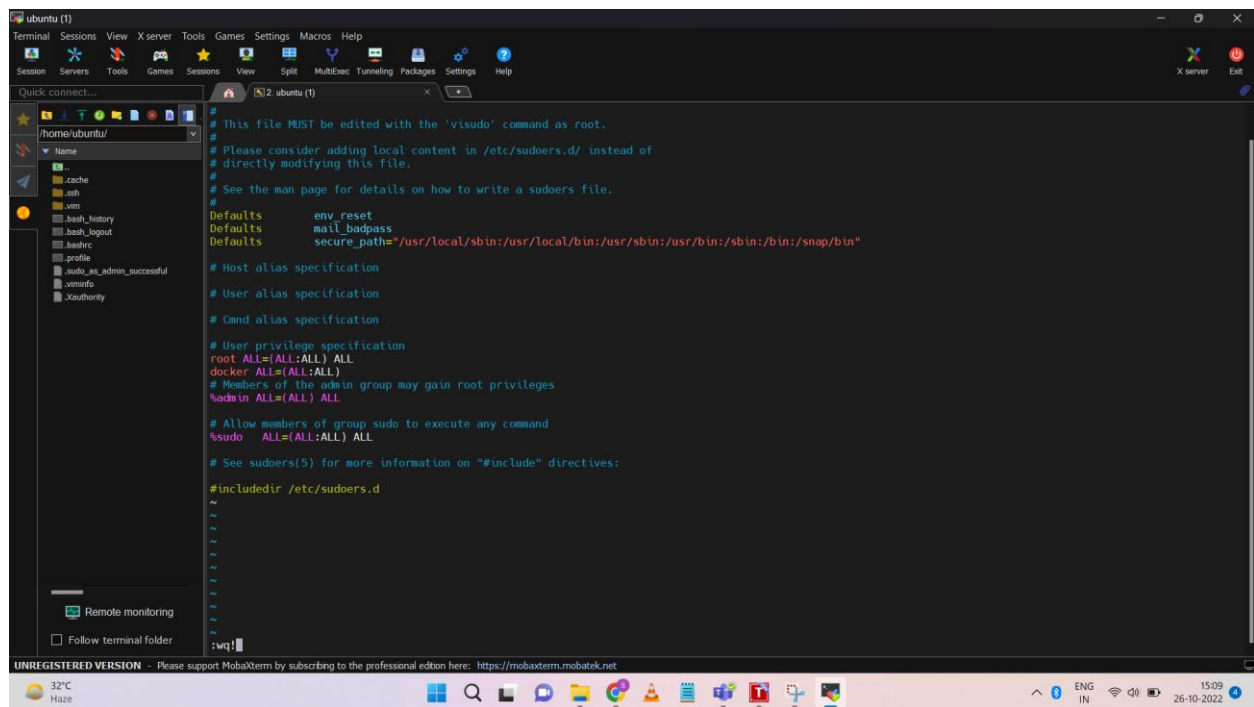 ubuntu (1)
Terminal Sessions View X server Tools Games Settings Macros Help
Session Servers Tools Games Sessions View Split MultiExec Tunneling Packages Settings Help X server Exit
Quick connect... 2. ubuntu (1)
/home/ubuntu/
Name
..
.cache
.ssh
.vim
.bash_history
.bash_logout
.bashrc
.profile
.sudo_as_admin_successful
.viminfo
.Xauthority
Remote monitoring
Follow terminal folder
#
# This file MUST be edited with the 'visudo' command as root.
#
# Please consider adding local content in /etc/sudoers.d/ instead of
# directly modifying this file.
#
# See the man page for details on how to write a sudoers file.
#
Defaults env_reset
Defaults mail_badpass
Defaults secure_path="/usr/local/sbin:/usr/local/bin:/usr/sbin:/usr/bin:/sbin:/bin:/snap/bin"
# Host alias specification
# User alias specification
# Cmnd alias specification
# User privilege specification
root ALL=(ALL:ALL) ALL
docker ALL=(ALL:ALL)
# Members of the admin group may gain root privileges
%admin ALL=(ALL) ALL
# Allow members of group sudo to execute any command
%sudo ALL=(ALL:ALL) ALL
# See sudoers(5) for more information on "#include" directives:
#includedir /etc/sudoers.d
~
~
~
~
~
~
~
~
~
~
~
:wq!
UNREGISTERED VERSION - Please support MobaXterm by subscribing to the professional edition here: https://mobaxterm.mobatek.net
32°C
Haze
ENG
IN
15:09
26-10-2022